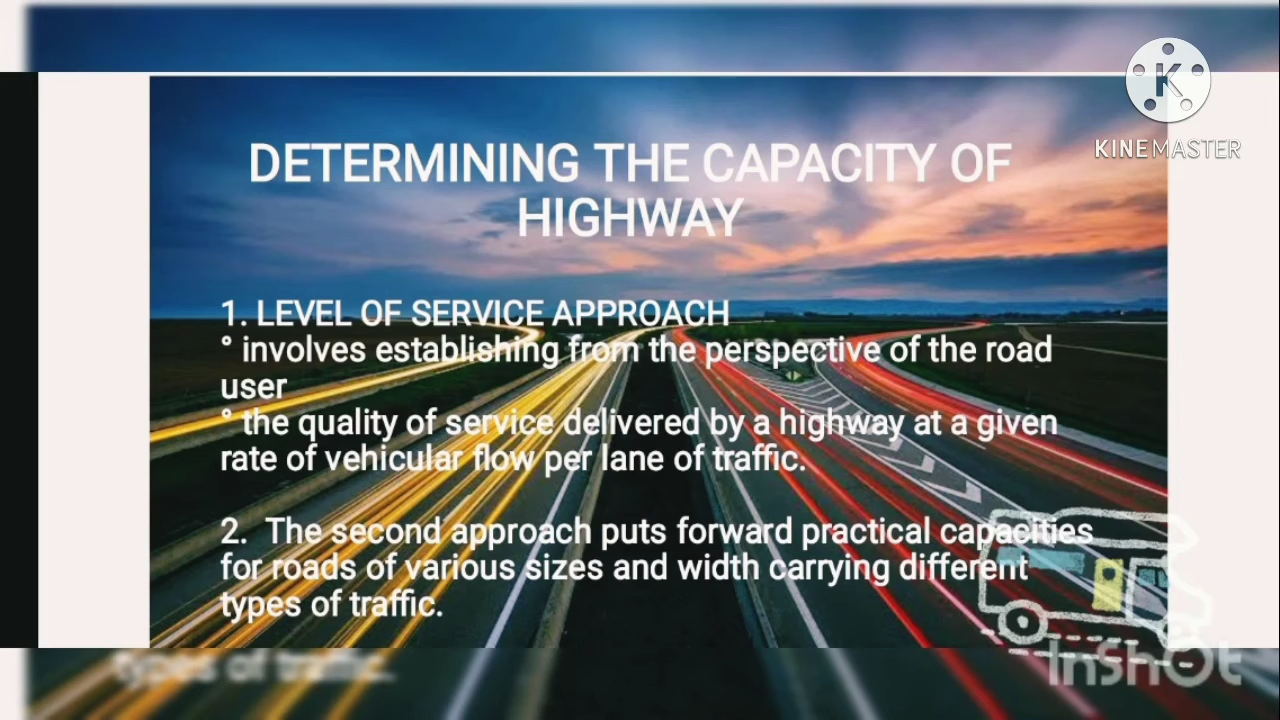 KINEMASTER
DETERMINING THE CAPACITY OF
HIGHWAY
1. LEVEL OF SERVICE APPROACH
° involves establishing from the perspective of the road
user
° the quality of service delivered by a highway at a given
rate of vehicular flow per lane of traffic.
2. The second approach puts forward practical capacities
for roads of various sizes and width carrying different
types of traffic.
types of traffic.
InShOt